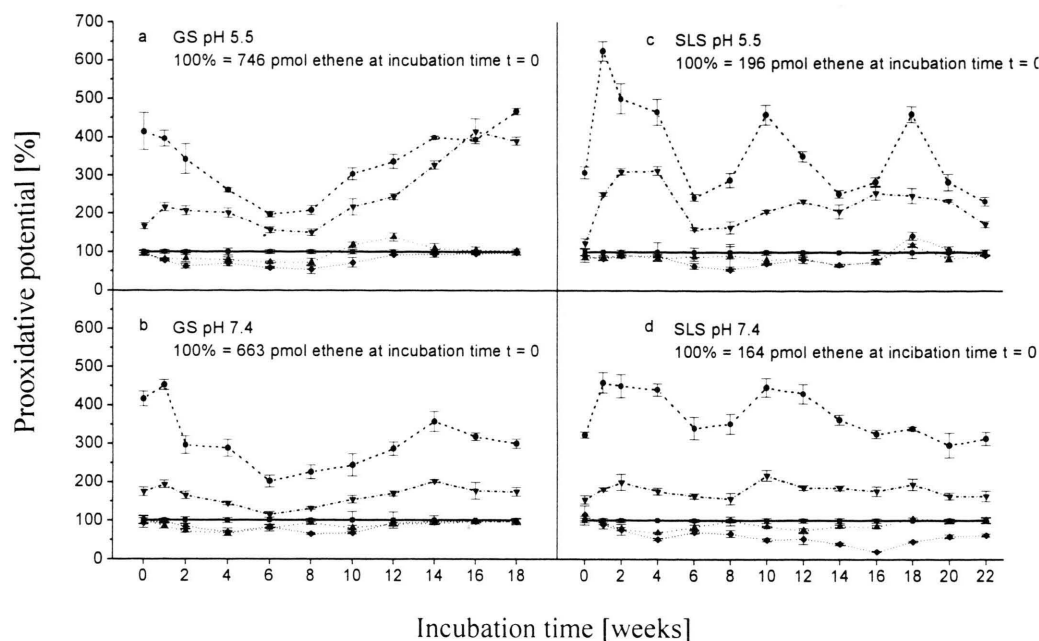 Prooxidative potential [%]
700
600
500
400
300
200
100
0
a GS pH 5.5
100% = 746 pmol ethene at incubation time t = 0
c SLS pH 5.5
100% = 196 pmol ethene at incubation time t = 0
600
500
400
300
200
100
0
b GS pH 7.4
100% = 663 pmol ethene at incubation time t = 0
d SLS pH 7.4
100% = 164 pmol ethene at incibation time t = 0
0 2 4 6 8 10 12 14 16 18
0 2 4 6 8 10 12 14 16 18 20 22
Incubation time [weeks]